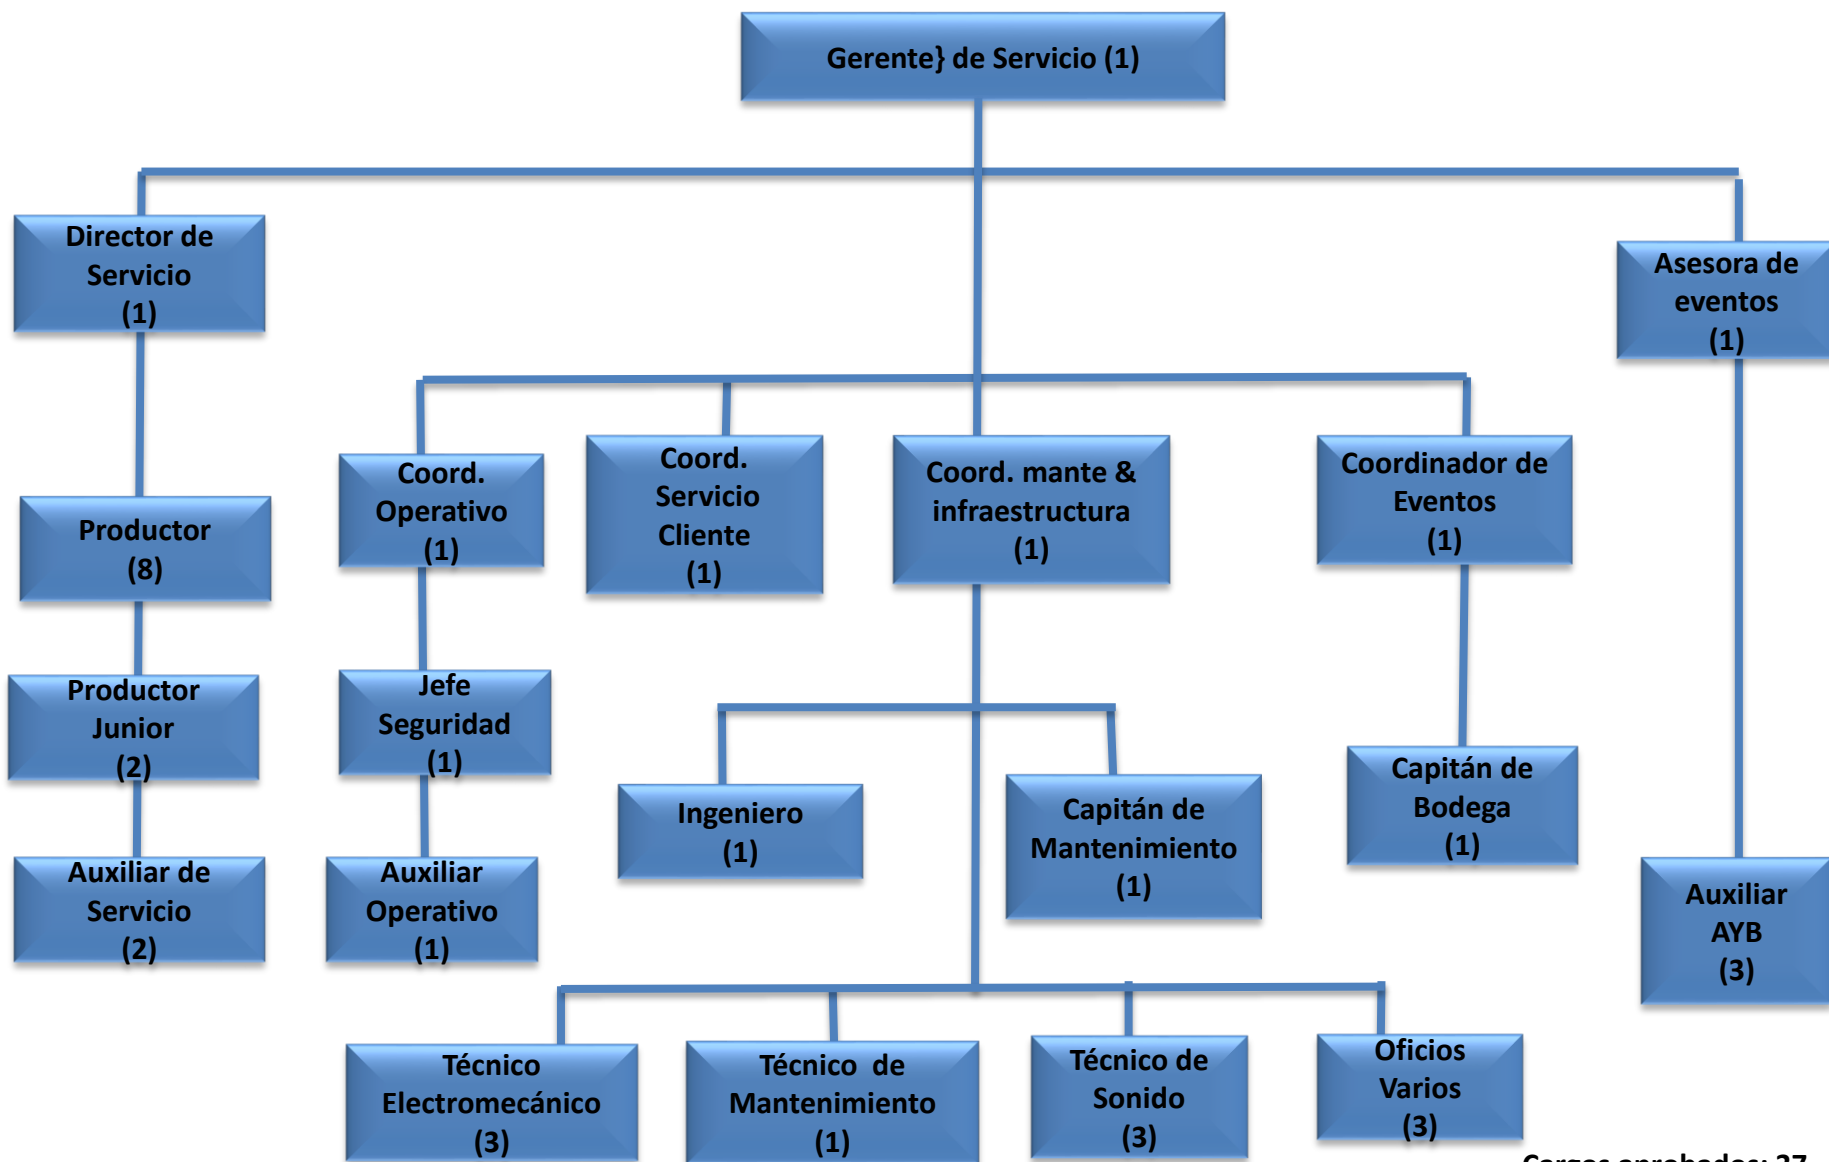 Gerente} de Servicio (1)
Director de
Servicio
(1)
Asesora de
eventos
(1)
Coord.
Operativo
(1)
Coord.
Servicio
Cliente
(1)
Coord. mante &
infraestructura
(1)
Coordinador de
Eventos
(1)
Productor
(8)
Productor
Junior
(2)
Jefe
Seguridad
(1)
Ingeniero
(1)
Capitán de
Mantenimiento
(1)
Capitán de
Bodega
(1)
Auxiliar de
Servicio
(2)
Auxiliar
Operativo
(1)
Auxiliar
AYB
(3)
Técnico
Electromecánico
(3)
Técnico de
Mantenimiento
(1)
Técnico de
Sonido
(3)
Oficios
Varios
(3)
Cargos aprobados: 37